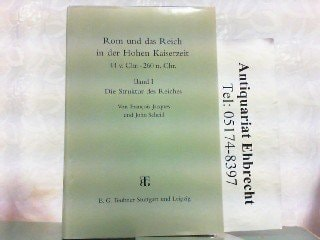 Rom und das Reich
in der Hohen Kaiserzeit
44 v. Chr. -260 n. Chr.
Band I
Die Struktur des Reiches
Von François Jacques
und John Scheid
B. G. Teubner Stuttgart und Leipzig
Antiquariat Ehbrecht
Tel: 05174-8397